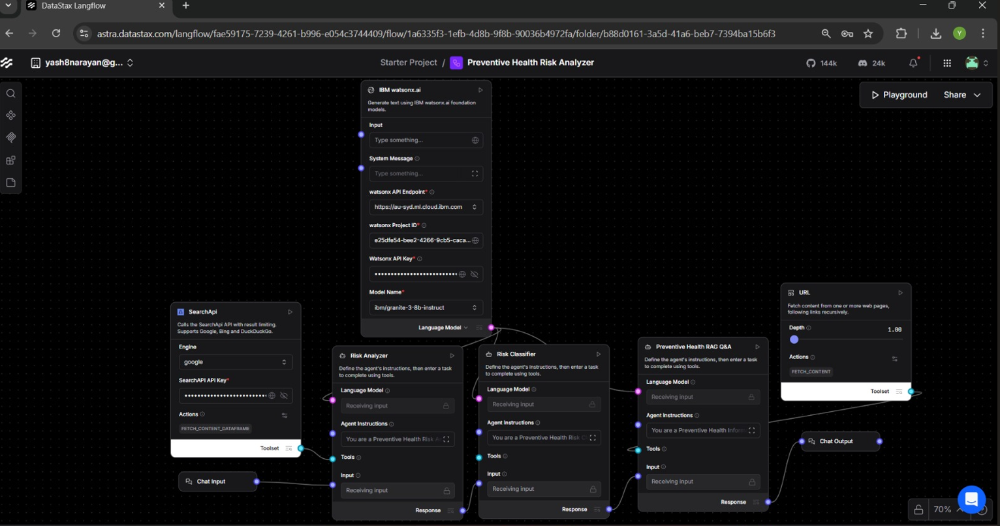 DataStax Langflow
astra.datastax.com/langflow/fae59175-7239-4261-b996-e054c3744409/flow/1a6335f3-1efb-4d8b-9f8b-90036b4972fa/folder/b88d0161-3a5d-41a6-beb7-7394ba15b6f3
Y
yash8narayan@g...
Starter Project / Preventive Health Risk Analyzer
144k
24k
Playground
Share
IBM watsonx.ai
Generate text using IBM watsonx.ai foundation
models.
Input
Type something...
System Message
Type something...
watsonx API Endpoint*
https://au-syd.ml.cloud.ibm.com
watsonx Project ID*
e25dfe54-bee2-4266-9cb5-caca...
Watsonx API Key*
Model Name*
ibm/granite-3-8b-instruct
Language Model
SearchApi
Calls the SearchApi API with result limiting.
Supports Google, Bing and DuckDuckGo.
Engine
google
SearchAPI API Key*
Actions
FETCH_CONTENT_DATAFRAME
Toolset
Chat Input
Risk Analyzer
Define the agent's instructions, then enter a task
to complete using tools.
Language Model
Receiving input
Agent Instructions
You are a Preventive Health Risk A
Tools
Input
Receiving input
Response
Risk Classifier
Define the agent's instructions, then enter a task
to complete using tools.
Language Model
Receiving input
Agent Instructions
You are a Preventive Health Risk C
Tools
Input
Receiving input
Response
Preventive Health RAG Q&A
Define the agent's instructions, then enter a task
to complete using tools.
Language Model
Receiving input
Agent Instructions
You are a Preventive Health Inform
Tools
Input
Receiving input
Response
URL
Fetch content from one or more web pages,
following links recursively.
Depth
1.00
Actions
FETCH_CONTENT
Toolset
Chat Output
70%